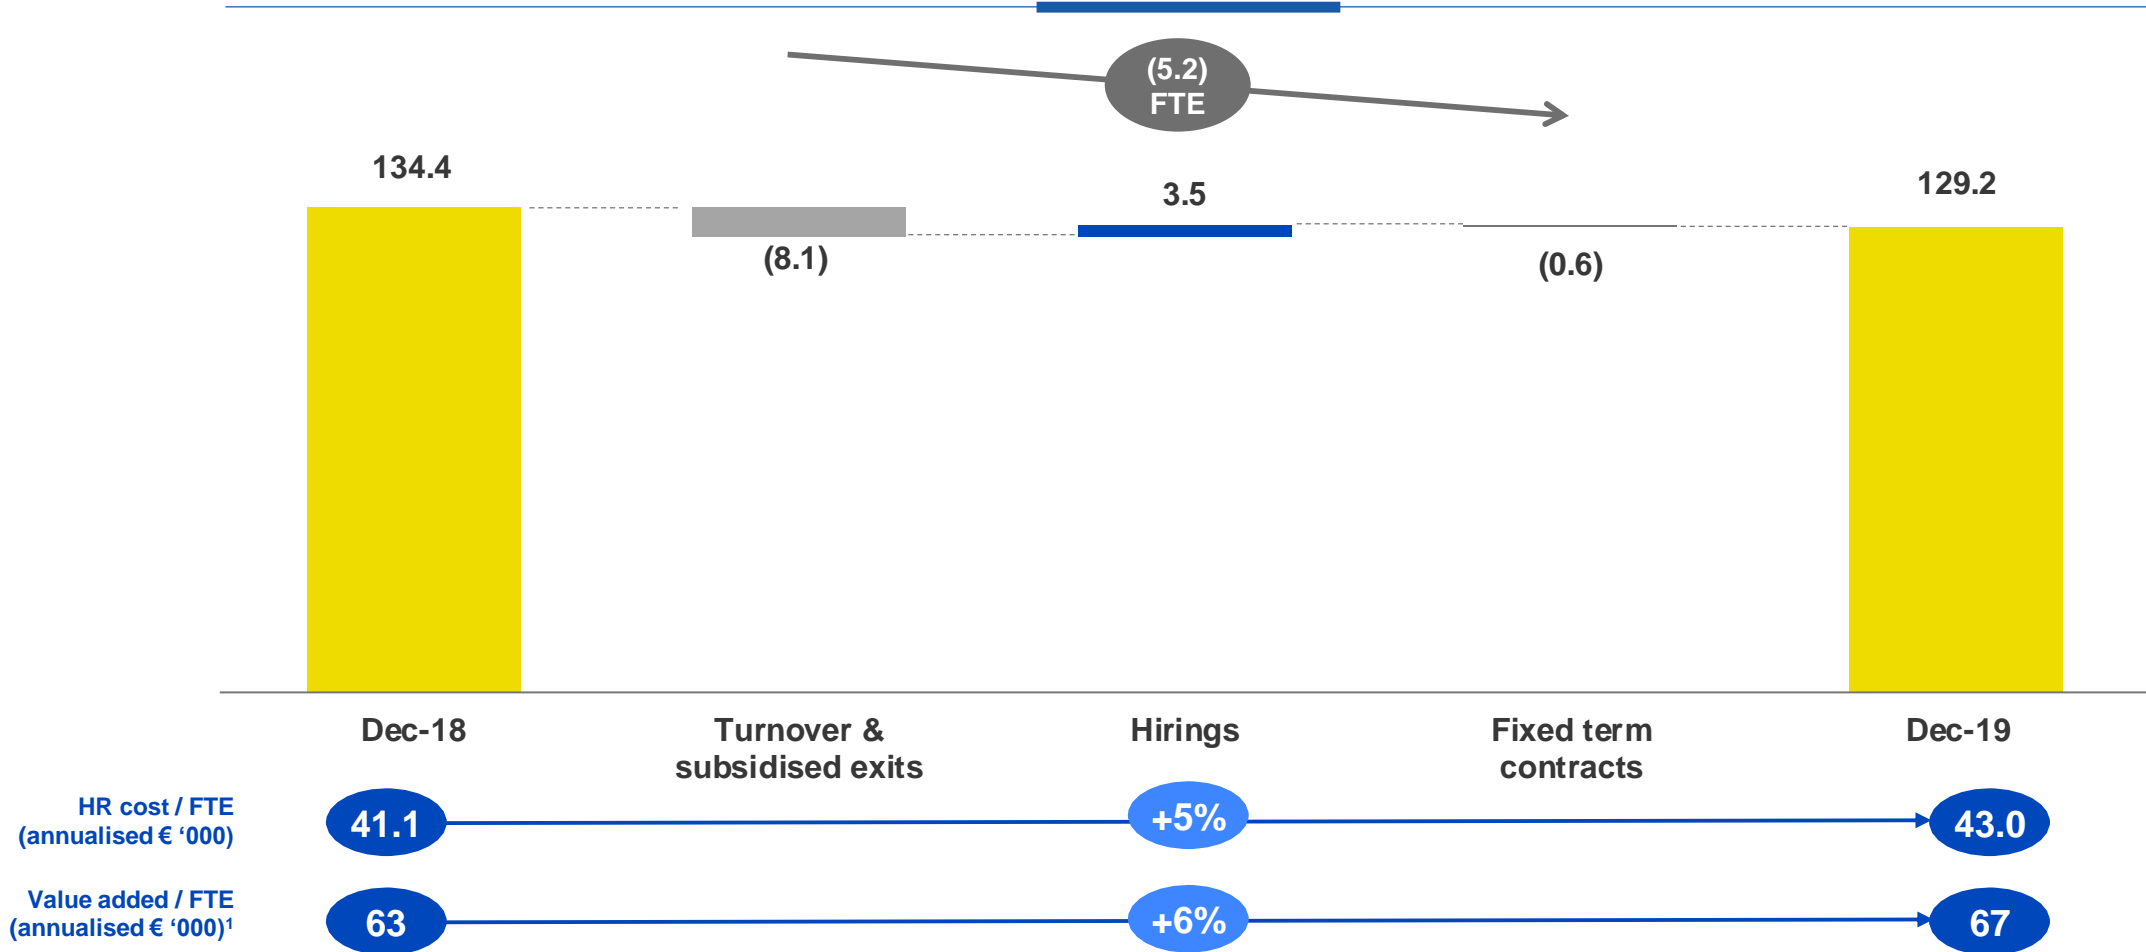 (5.2)
FTE
134.4
(8.1)
3.5
(0.6)
129.2
Dec-18
Turnover &
subsidised exits
Hirings
Fixed term
contracts
Dec-19
HR cost / FTE
(annualised € ‘000)
41.1
+5%
43.0
Value added / FTE
(annualised € ‘000)¹
63
+6%
67